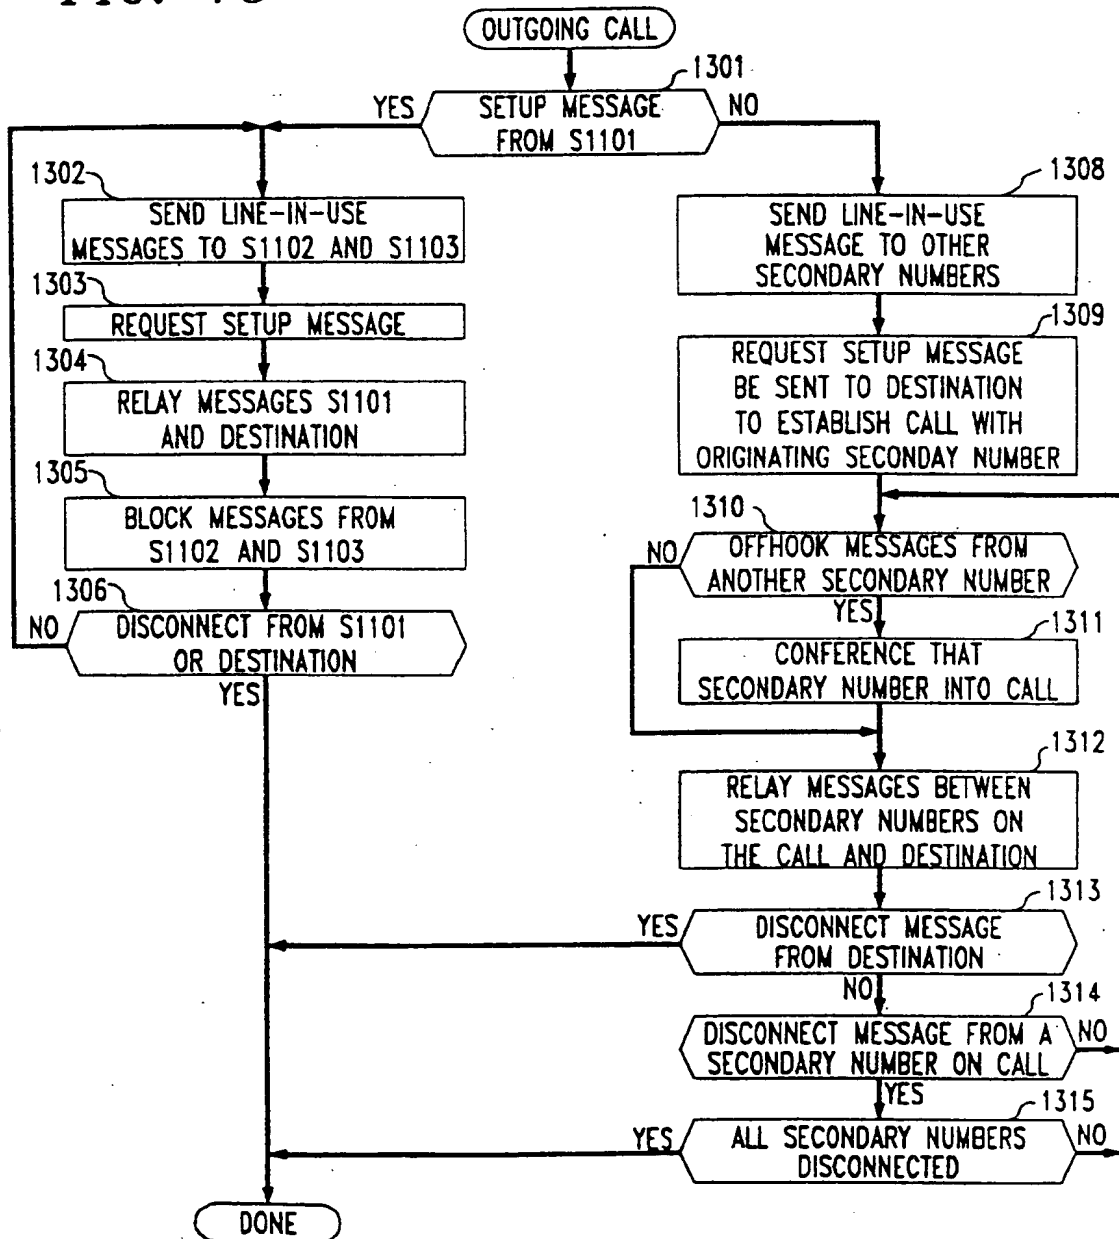 OUTGOING CALL
1301
SETUP MESSAGE
FROM S1101
YES
NO
1302
SEND LINE-IN-USE
MESSAGES TO S1102 AND S1103
1303
REQUEST SETUP MESSAGE
1304
RELAY MESSAGES S1101
AND DESTINATION
1305
BLOCK MESSAGES FROM
S1102 AND S1103
1306
NO
DISCONNECT FROM S1101
OR DESTINATION
YES
1308
SEND LINE-IN-USE
MESSAGE TO OTHER
SECONDARY NUMBERS
1309
REQUEST SETUP MESSAGE
BE SENT TO DESTINATION
TO ESTABLISH CALL WITH
ORIGINATING SECONDAY NUMBER
1310
NO
OFFHOOK MESSAGES FROM
ANOTHER SECONDARY NUMBER
YES
1311
CONFERENCE THAT
SECONDARY NUMBER INTO CALL
1312
RELAY MESSAGES BETWEEN
SECONDARY NUMBERS ON
THE CALL AND DESTINATION
1313
YES
DISCONNECT MESSAGE
FROM DESTINATION
NO
1314
DISCONNECT MESSAGE FROM A
SECONDARY NUMBER ON CALL
NO
YES
1315
YES
ALL SECONDARY NUMBERS
DISCONNECTED
NO
DONE